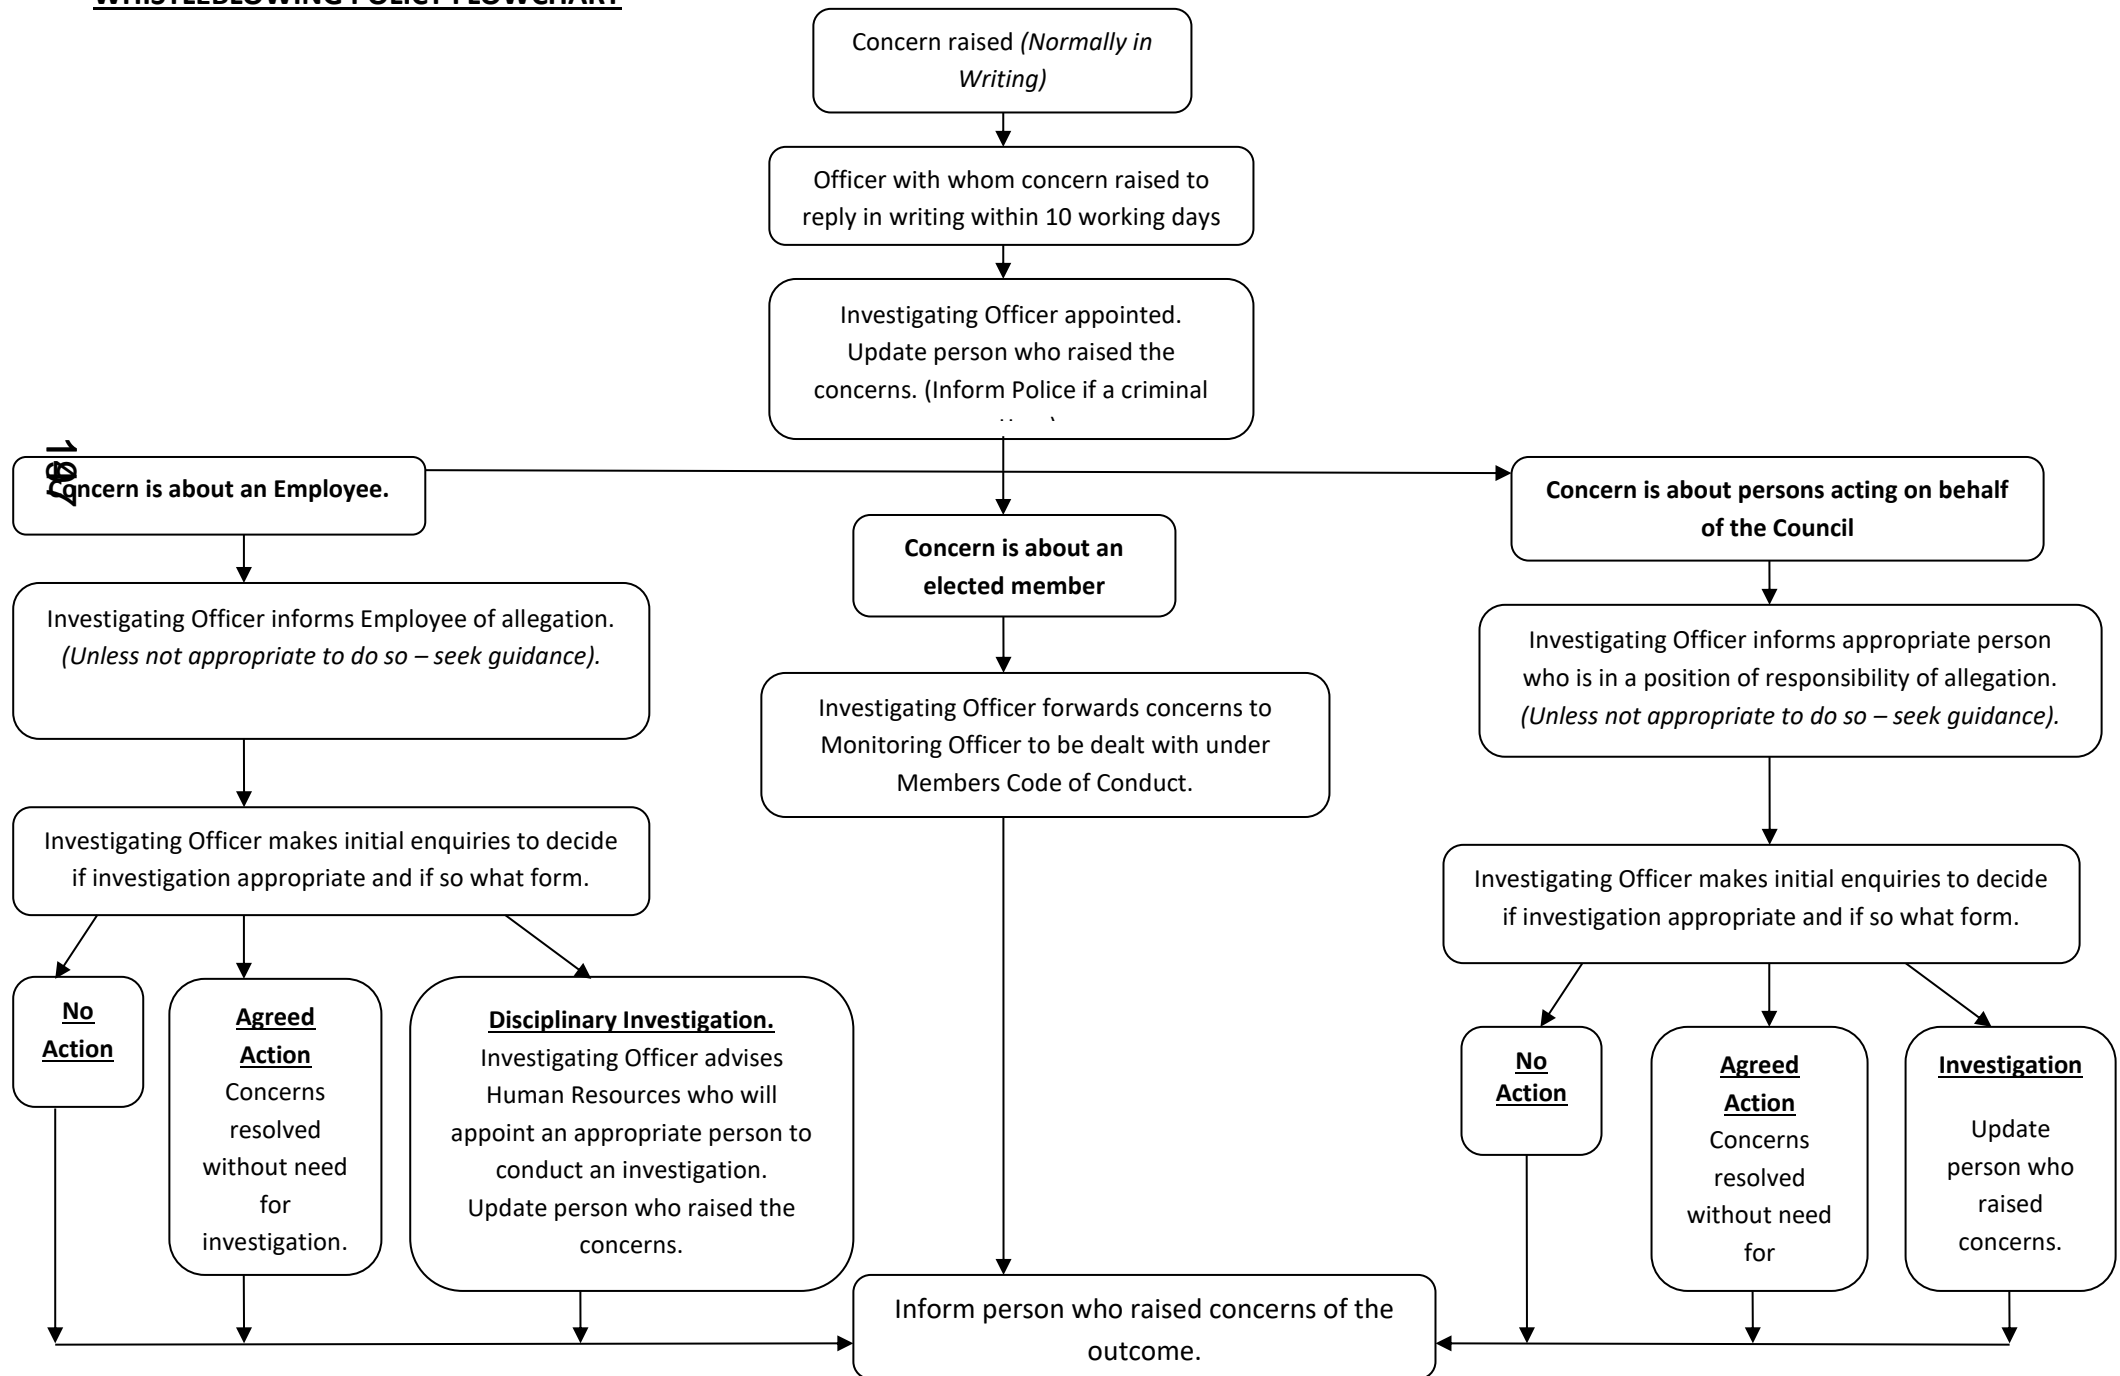 WHISTLEBLOWING POLICY FLOWCHART
Concern raised (Normally in
Writing)
Officer with whom concern raised to
reply in writing within 10 working days
Investigating Officer appointed.
Update person who raised the
concerns. (Inform Police if a criminal
Concern is about an Employee.
Concern is about an
elected member
Concern is about persons acting on behalf
of the Council
Investigating Officer informs Employee of allegation.
(Unless not appropriate to do so – seek guidance).
Investigating Officer forwards concerns to
Monitoring Officer to be dealt with under
Members Code of Conduct.
Investigating Officer informs appropriate person
who is in a position of responsibility of allegation.
(Unless not appropriate to do so – seek guidance).
Investigating Officer makes initial enquiries to decide
if investigation appropriate and if so what form.
Investigating Officer makes initial enquiries to decide
if investigation appropriate and if so what form.
No
Action
Agreed
Action
Concerns
resolved
without need
for
investigation.
Disciplinary Investigation.
Investigating Officer advises
Human Resources who will
appoint an appropriate person to
conduct an investigation.
Update person who raised the
concerns.
No
Action
Agreed
Action
Concerns
resolved
without need
for
Investigation
Update
person who
raised
concerns.
Inform person who raised concerns of the
outcome.